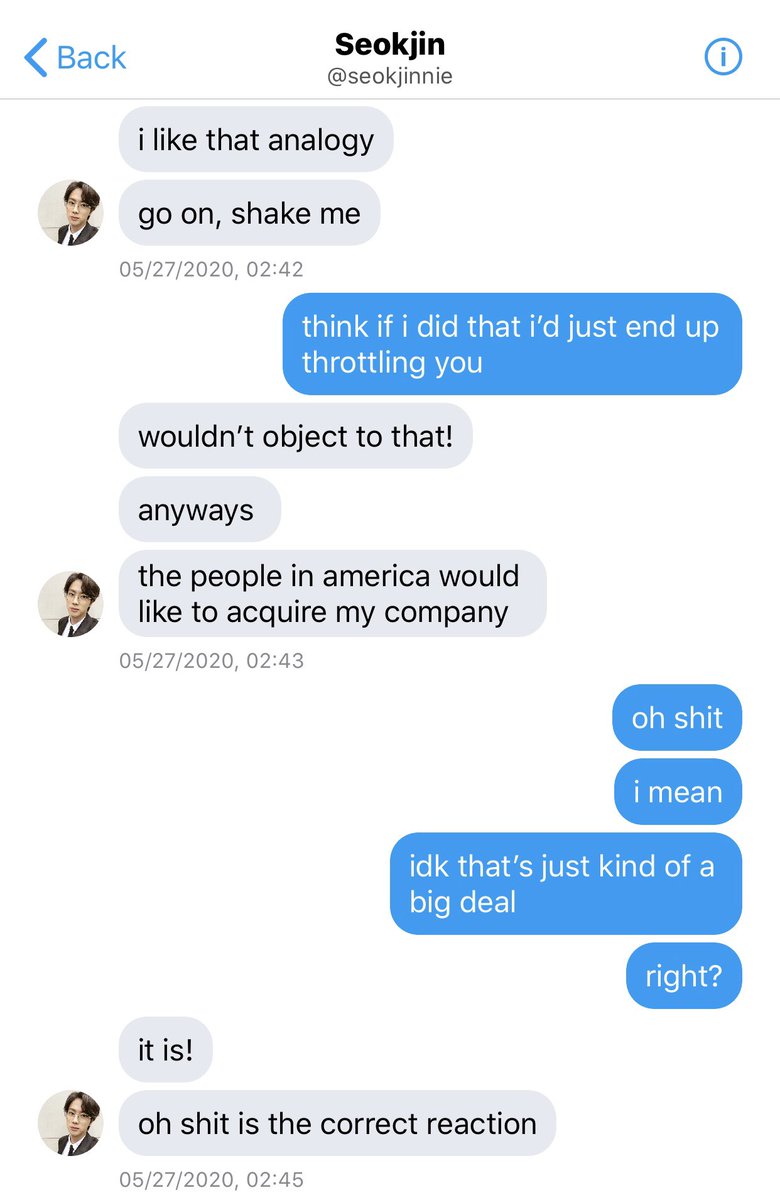 Back
Seokjin
@seokjinnie
i like that analogy
go on, shake me
05/27/2020, 02:42
think if i did that i’d just end up
throttling you
wouldn’t object to that!
anyways
the people in america would
like to acquire my company
05/27/2020, 02:43
oh shit
i mean
idk that’s just kind of a
big deal
right?
it is!
oh shit is the correct reaction
05/27/2020, 02:45